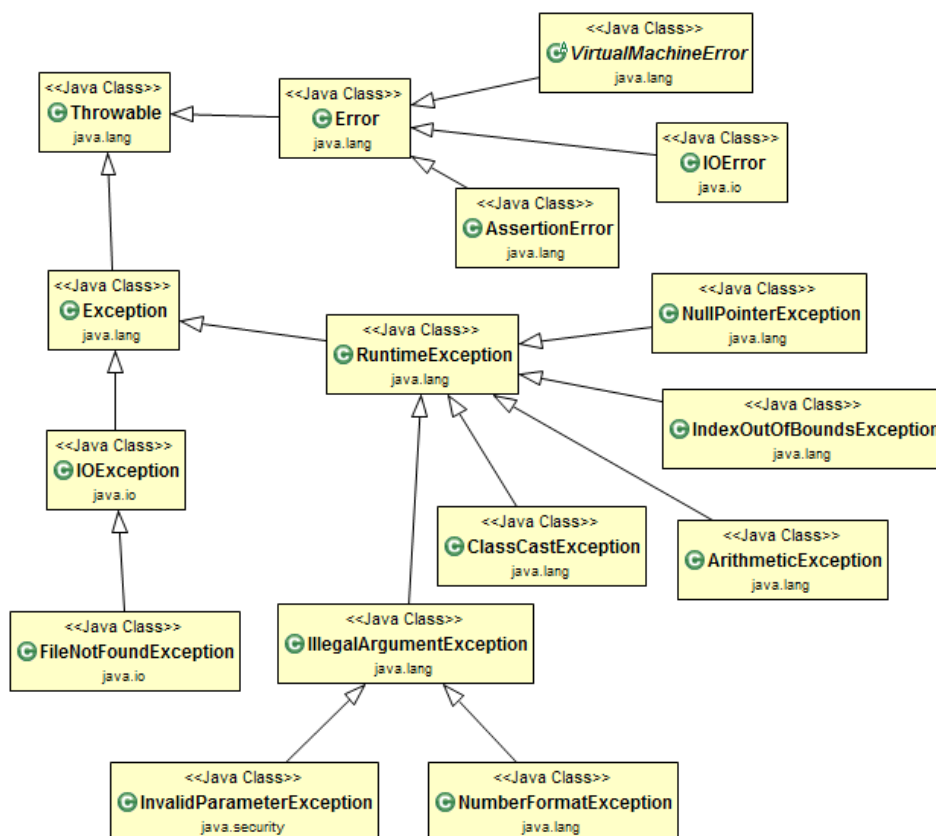 <<Java Class>>
VirtualMachineError
java.lang
<<Java Class>>
Throwable
java.lang
<<Java Class>>
Error
java.lang
<<Java Class>>
IOError
java.io
<<Java Class>>
AssertionError
java.lang
<<Java Class>>
Exception
java.lang
<<Java Class>>
NullPointerException
java.lang
<<Java Class>>
RuntimeException
java.lang
<<Java Class>>
IndexOutOfBoundsException
java.lang
<<Java Class>>
IOException
java.io
<<Java Class>>
ClassCastException
java.lang
<<Java Class>>
ArithmeticException
java.lang
<<Java Class>>
FileNotFoundException
java.io
<<Java Class>>
IllegalArgumentException
java.lang
<<Java Class>>
InvalidParameterException
java.security
<<Java Class>>
NumberFormatException
java.lang